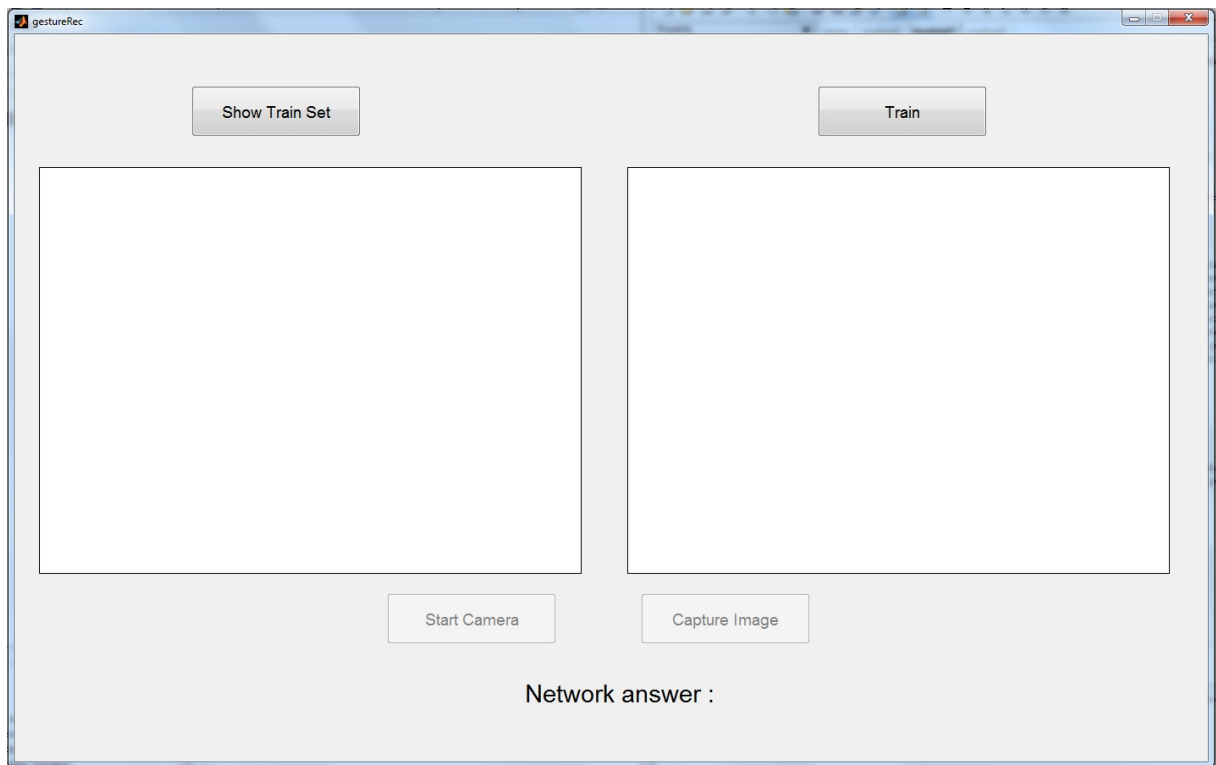 gestureRec
Show Train Set
Train
Start Camera
Capture Image
Network answer :